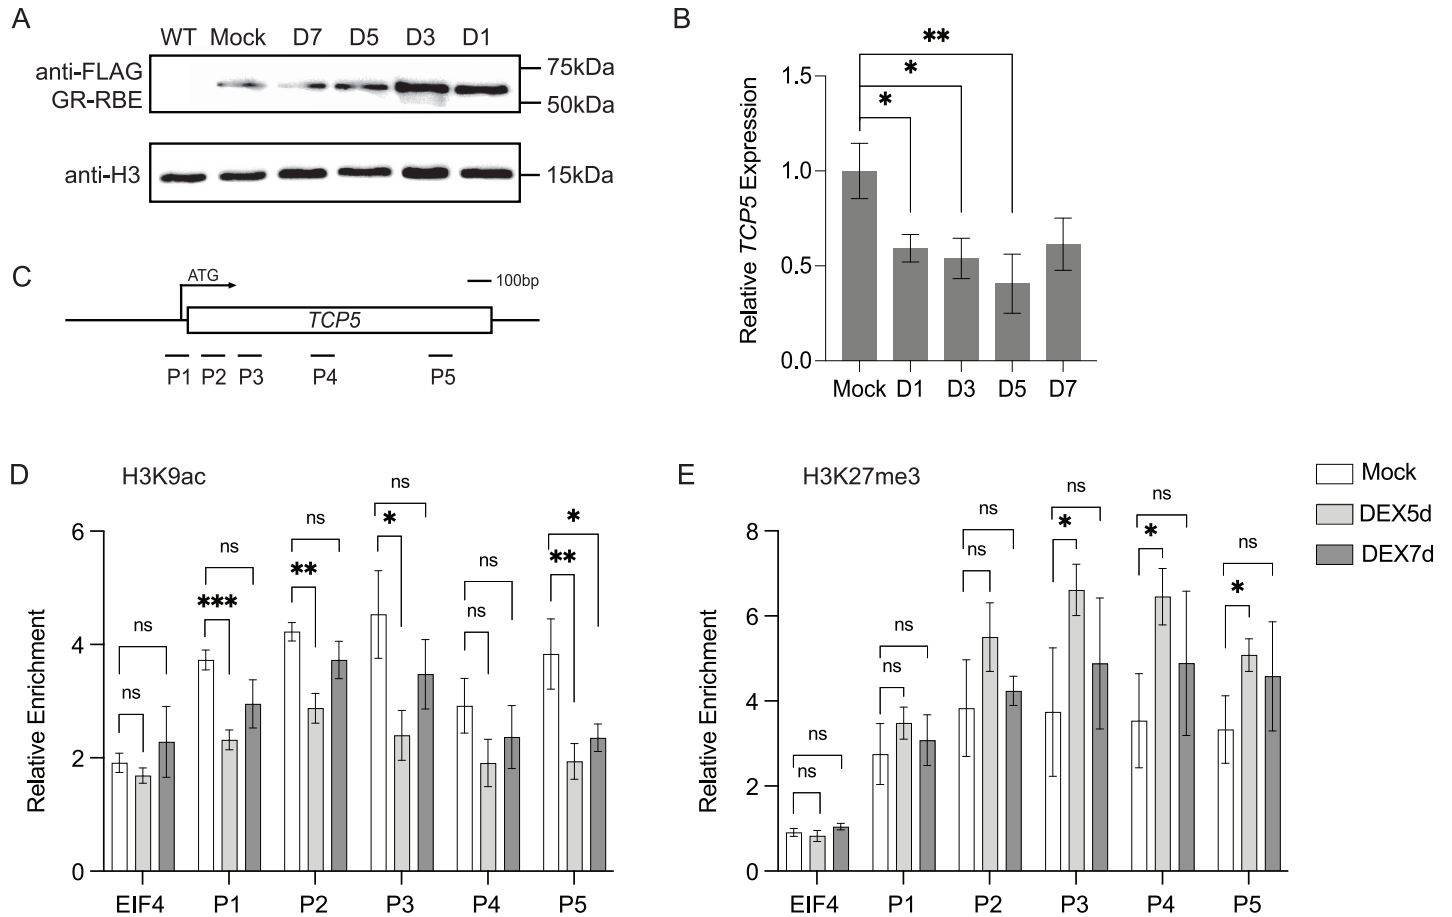 A
WT Mock D7 D5 D3 D1
anti-FLAG
GR-RBE
75kDa
50kDa
anti-H3
15kDa
B
Relative TCP5 Expression
1.5
1.0
0.5
0.0
**
*
*
Mock D1 D3 D5 D7
C
ATG
100bp
TCP5
P1 P2 P3 P4 P5
D
H3K9ac
Relative Enrichment
6
4
2
0
ns
ns
ns
***
ns
**
ns
*
ns
ns
*
**
EIF4 P1 P2 P3 P4 P5
E
H3K27me3
Relative Enrichment
8
6
4
2
0
ns
ns
ns
ns
ns
ns
ns
*
ns
*
ns
*
EIF4 P1 P2 P3 P4 P5
Mock
DEX5d
DEX7d